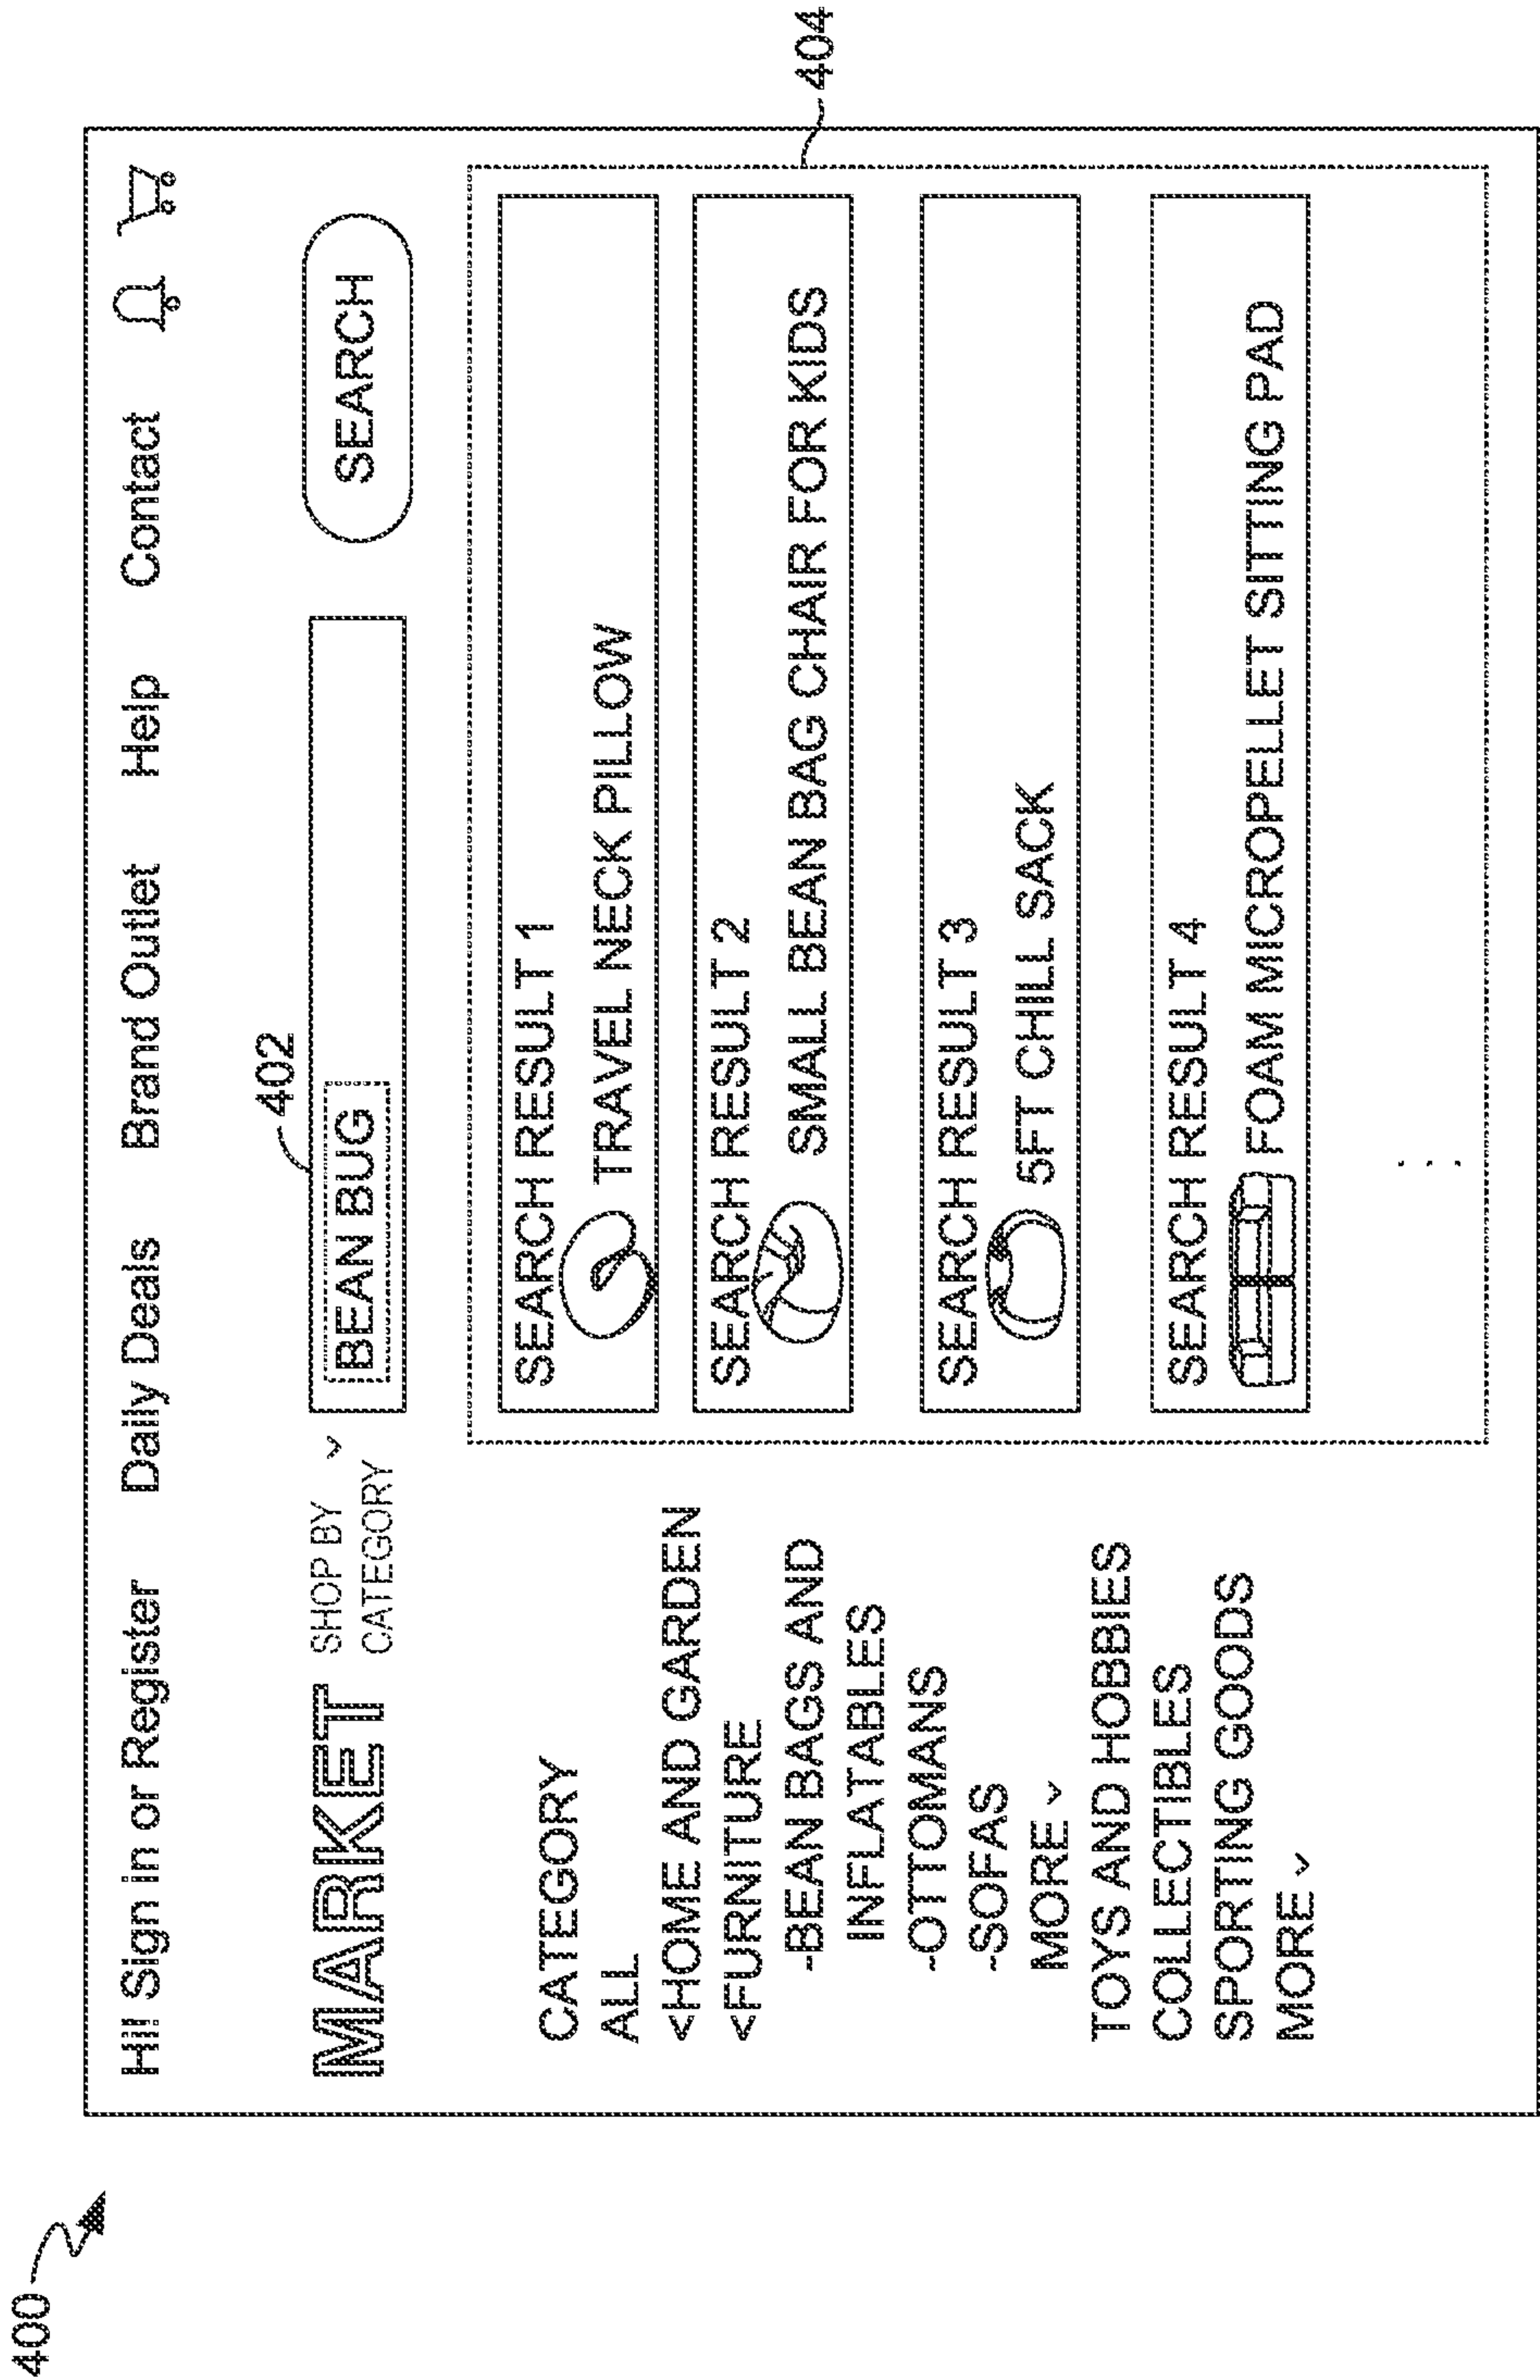 400
Hi! Sign in or Register Daily Deals Brand Outlet Help Contact
402
MARKET SHOP BY
CATEGORY
BEAN BUG
SEARCH
404
CATEGORY
ALL
<HOME AND GARDEN
<FURNITURE
-BEAN BAGS AND
INFLATABLES
-OTTOMANS
-SOFAS
MORE
TOYS AND HOBBIES
COLLECTIBLES
SPORTING GOODS
MORE
SEARCH RESULT 1
TRAVEL NECK PILLOW
SEARCH RESULT 2
SMALL BEAN BAG CHAIR FOR KIDS
SEARCH RESULT 3
5FT CHILL SACK
SEARCH RESULT 4
FOAM MICROPELLET SITTING PAD
. . .